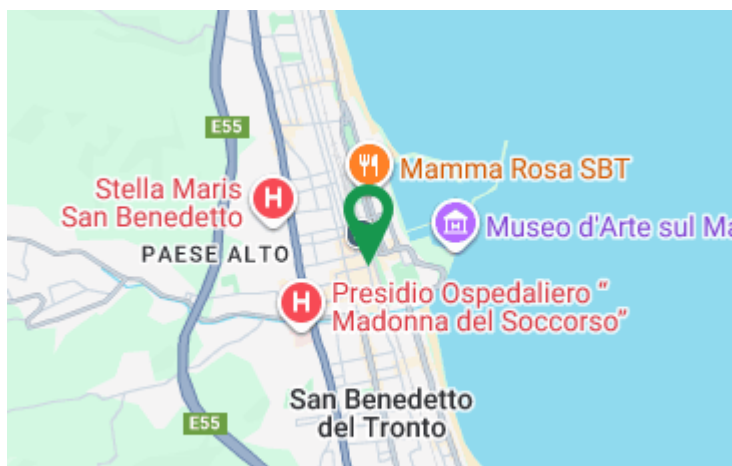 E55
Mamma Rosa SBT
Stella Maris
San Benedetto
H
Museo d'Arte sul Ma
PAESE ALTO
H
Presidio Ospedaliero “
Madonna del Soccorso”
San Benedetto
del Tronto
E55